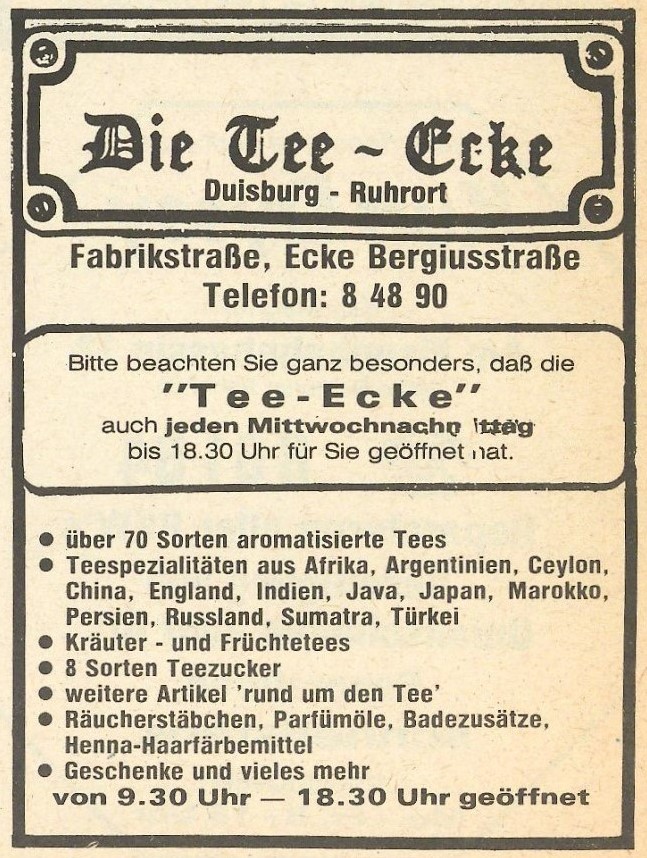 Die Tee ~ Ecke
Duisburg - Ruhrort
Fabrikstraße, Ecke Bergiusstraße
Telefon: 8 48 90
Bitte beachten Sie ganz besonders, daß die
"Tee-Ecke"
auch jeden Mittwochnachmittag
bis 18.30 Uhr für Sie geöffnet hat.
● über 70 Sorten aromatisierte Tees
● Teespezialitäten aus Afrika, Argentinien, Ceylon,
China, England, Indien, Java, Japan, Marokko,
Persien, Russland, Sumatra, Türkei
● Kräuter - und Früchtetees
● 8 Sorten Teezucker
● weitere Artikel 'rund um den Tee'
● Räucherstäbchen, Parfümöle, Badezusätze,
Henna-Haarfärbemittel
● Geschenke und vieles mehr
von 9.30 Uhr — 18.30 Uhr geöffnet